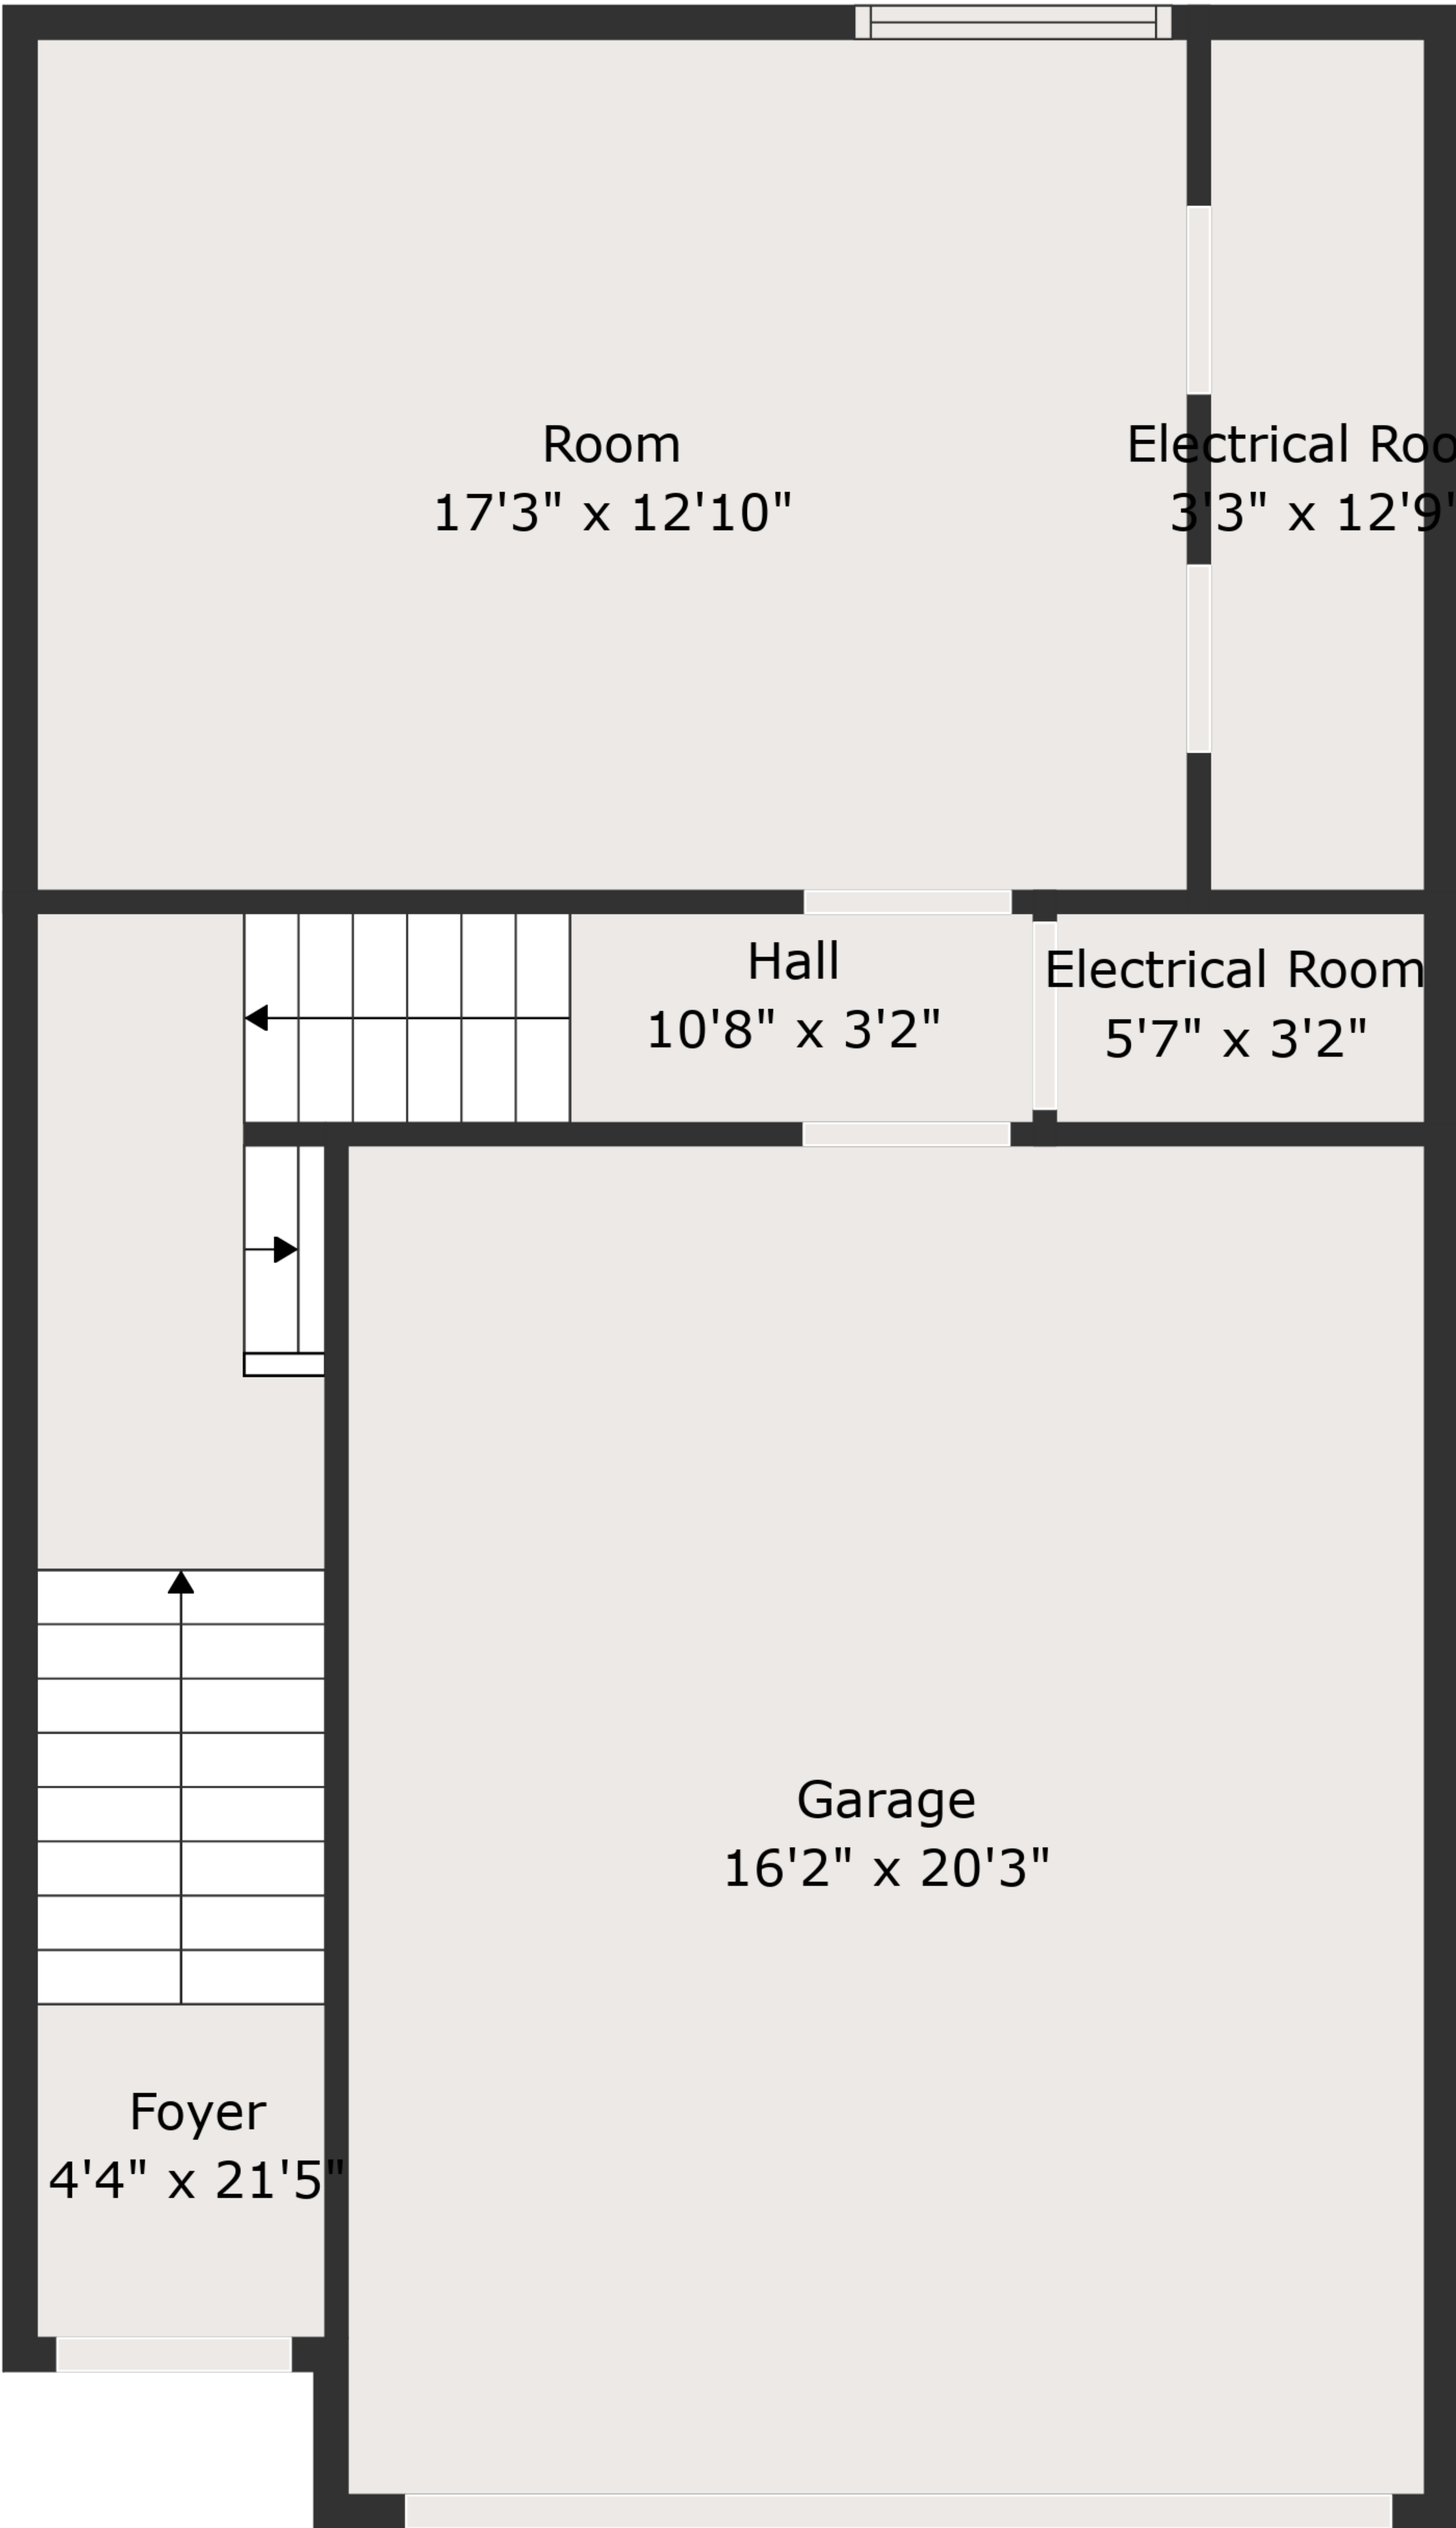 Room
17'3" x 12'10"
Electrical Roo
3'3" x 12'9'
Hall
10'8" x 3'2"
Electrical Room
5'7" x 3'2"
Garage
16'2" x 20'3"
Foyer
4'4" x 21'5"